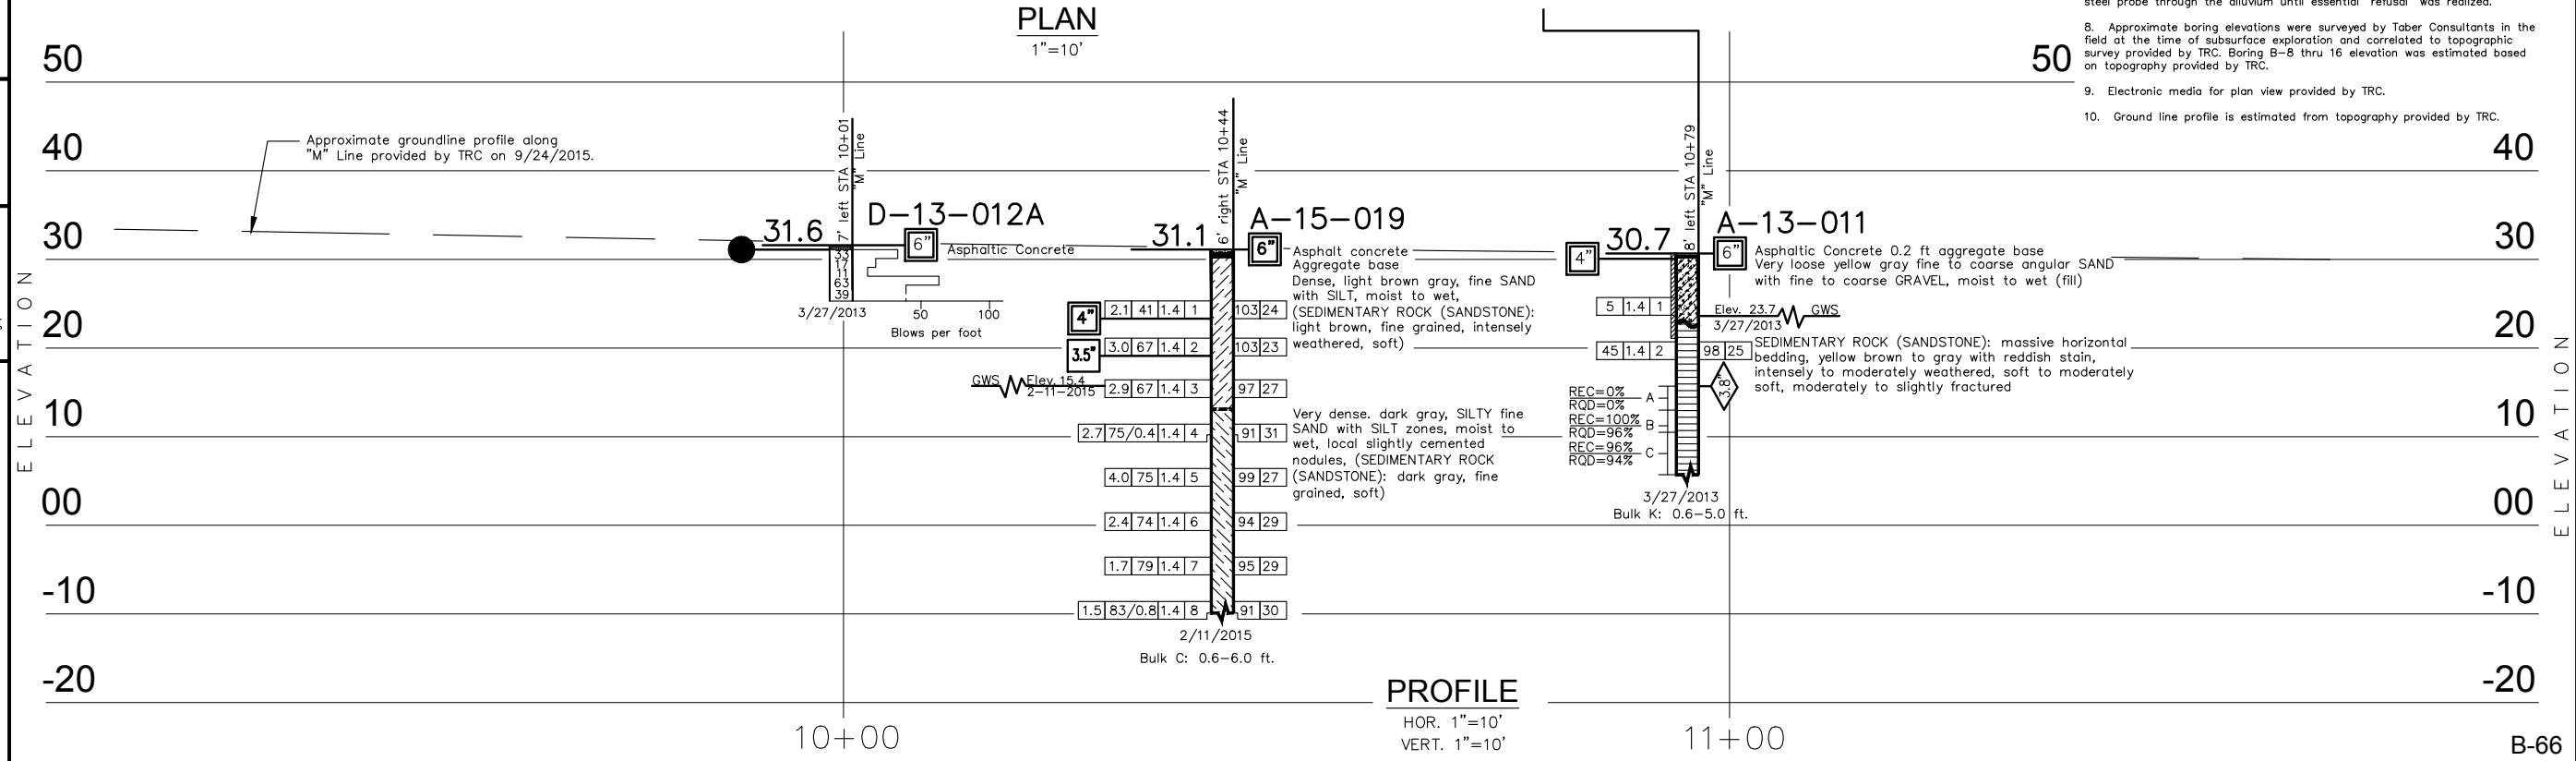 PLAN
1"=10'
steel probe through the alluvium until essential "refusal" was realized.
8. Approximate boring elevations were surveyed by Taber Consultants in the
field at the time of subsurface exploration and correlated to topographic
survey provided by TRC. Boring B-8 thru 16 elevation was estimated based
on topography provided by TRC.
9. Electronic media for plan view provided by TRC.
10. Ground line profile is estimated from topography provided by TRC.
50
50
40
40
30
30
20
20
10
10
00
00
-10
-10
-20
-20
ELEVATION
ELEVATION
Approximate groundline profile along
"M" Line provided by TRC on 9/24/2015.
7' left STA 10+01
"M" Line
31.6
D-13-012A
6"
Asphaltic Concrete
33
17
11
63
39
3/27/2013
50
100
Blows per foot
6' right STA 10+44
"M" Line
31.1
A-15-019
6"
Asphalt concrete
Aggregate base
Dense, light brown gray, fine SAND
with SILT, moist to wet,
(SEDIMENTARY ROCK (SANDSTONE):
light brown, fine grained, intensely
weathered, soft)
4"
2.1 41 1.4 1
103 24
3.5"
3.0 67 1.4 2
103 23
GWS Elev. 15.4
2-11-2015
2.9 67 1.4 3
97 27
Very dense. dark gray, SILTY fine
SAND with SILT zones, moist to
wet, local slightly cemented
nodules, (SEDIMENTARY ROCK
(SANDSTONE): dark gray, fine
grained, soft)
2.7 75/0.4 1.4 4
91 31
4.0 75 1.4 5
99 27
2.4 74 1.4 6
94 29
1.7 79 1.4 7
95 29
1.5 83/0.8 1.4 8
91 30
2/11/2015
Bulk C: 0.6-6.0 ft.
8' left STA 10+79
"M" Line
30.7
A-13-011
4"
6"
Asphaltic Concrete 0.2 ft aggregate base
Very loose yellow gray fine to coarse angular SAND
with fine to coarse GRAVEL, moist to wet (fill)
5 1.4 1
Elev. 23.7 GWS
3/27/2013
45 1.4 2
98 25
SEDIMENTARY ROCK (SANDSTONE): massive horizontal
bedding, yellow brown to gray with reddish stain,
intensely to moderately weathered, soft to moderately
soft, moderately to slightly fractured
3.8"
REC=0%
RQD=0%
A
REC=100%
RQD=96%
B
REC=96%
RQD=94%
C
3/27/2013
Bulk K: 0.6-5.0 ft.
PROFILE
HOR. 1"=10'
VERT. 1"=10'
10+00
11+00
B-66